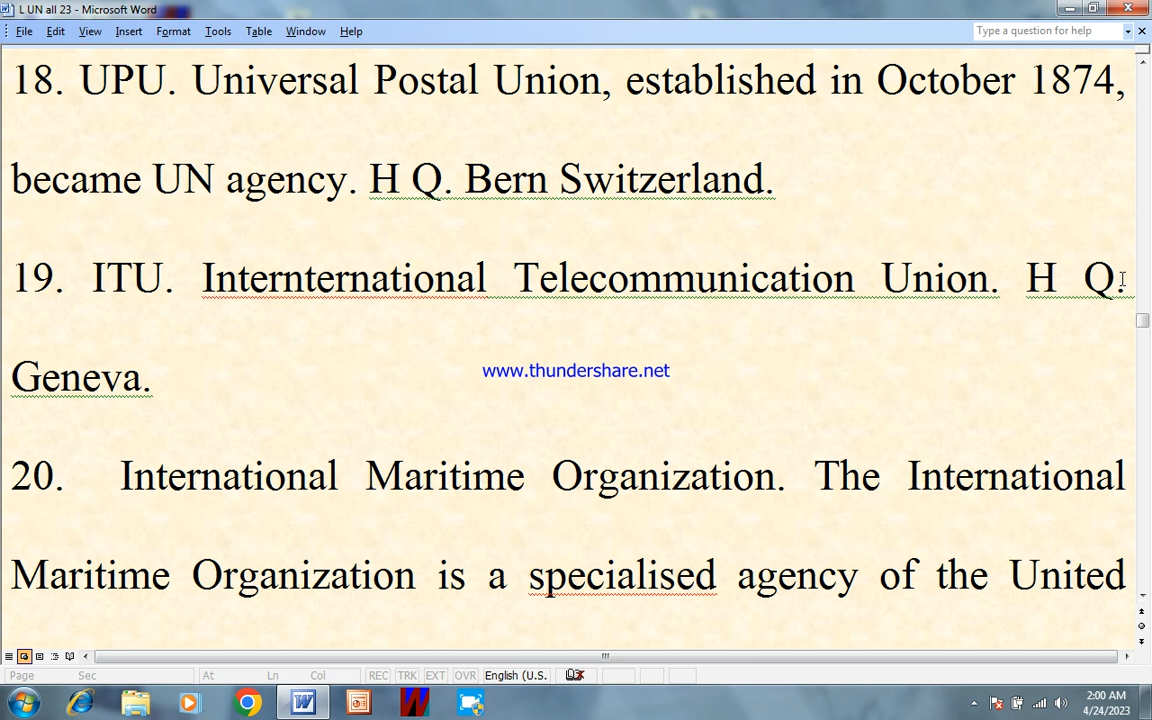 L UN all 23 - Microsoft Word
File Edit View Insert Format Tools Table Window Help Type a question for help
18. UPU. Universal Postal Union, established in October 1874,
became UN agency. H Q. Bern Switzerland.
19. ITU. Internternational Telecommunication Union. H Q.
Geneva.
www.thundershare.net
20. International Maritime Organization. The International
Maritime Organization is a specialised agency of the United
Page Sec At Ln Col REC TRK EXT OVR English (U.S.
2:00 AM
4/24/2023